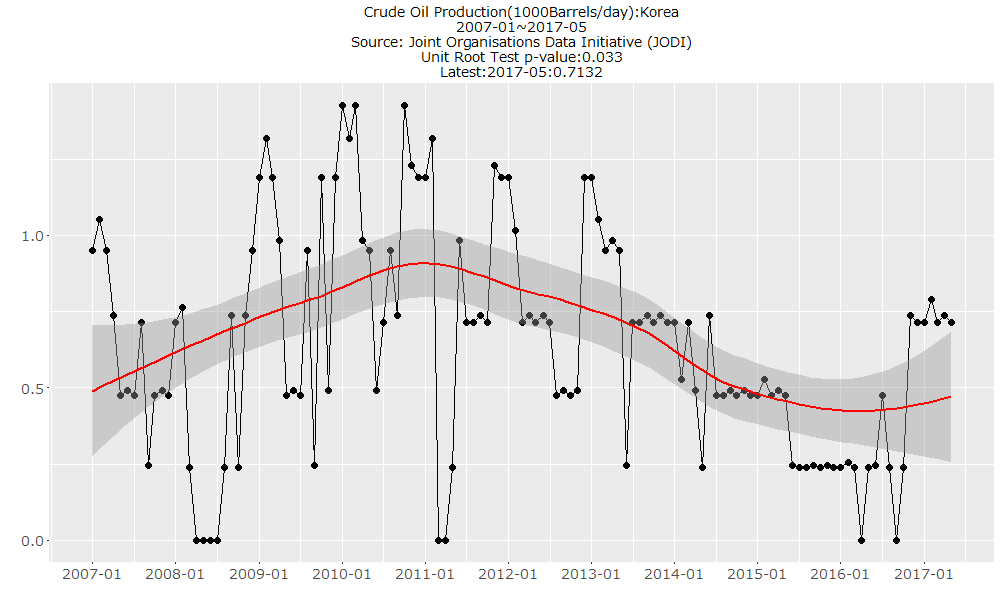 Crude Oil Production(1000Barrels/day):Korea
2007-01~2017-05
Source: Joint Organisations Data Initiative (JODI)
Unit Root Test p-value:0.033
Latest:2017-05:0.7132
1.0
0.5
0.0
2007-01 2008-01 2009-01 2010-01 2011-01 2012-01 2013-01 2014-01 2015-01 2016-01 2017-01